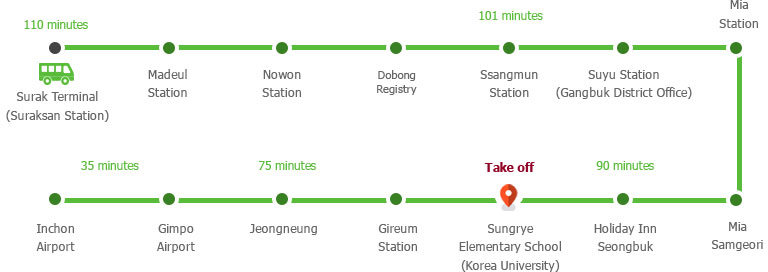 110 minutes
101 minutes
Mia
Station
Surak Terminal
(Suraksan Station)
Madeul
Station
Nowon
Station
Dobong
Registry
Ssangmun
Station
Suyu Station
(Gangbuk District Office)
35 minutes
75 minutes
Take off
90 minutes
Inchon
Airport
Gimpo
Airport
Jeongneung
Gireum
Station
Sungrye
Elementary School
(Korea University)
Holiday Inn
Seongbuk
Mia
Samgeori